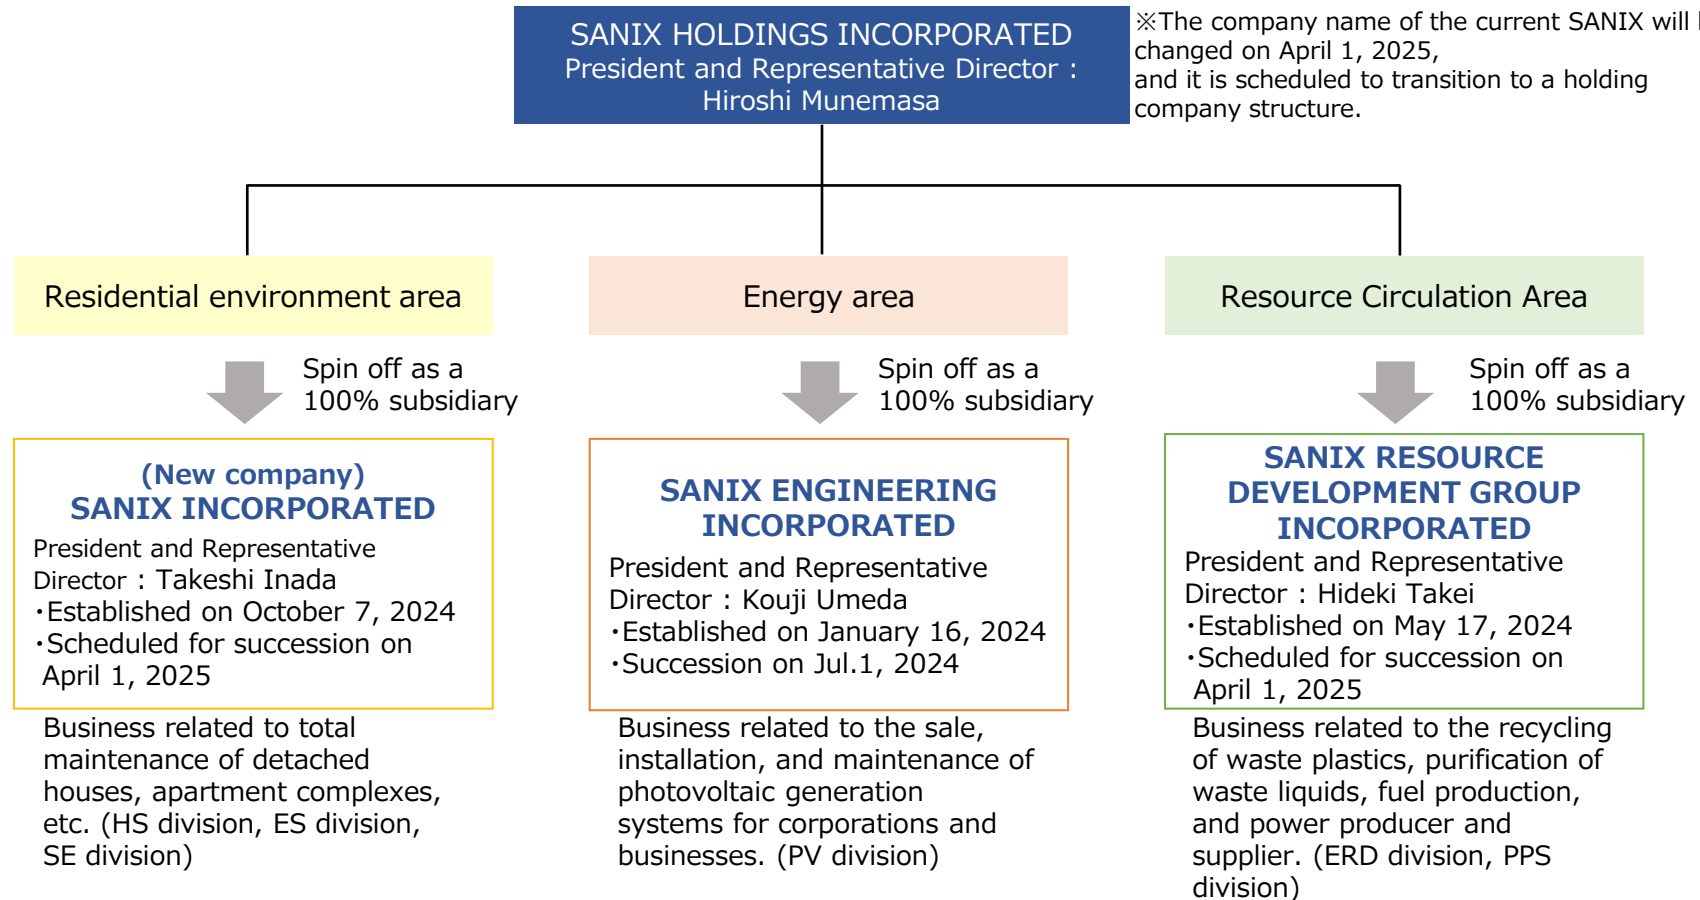 SANIX HOLDINGS INCORPORATED
President and Representative Director :
Hiroshi Munemasa
※The company name of the current SANIX will
changed on April 1, 2025,
and it is scheduled to transition to a holding
company structure.
Residential environment area
Spin off as a
100% subsidiary
(New company)
SANIX INCORPORATED
President and Representative
Director : Takeshi Inada
・Established on October 7, 2024
・Scheduled for succession on
April 1, 2025
Business related to total
maintenance of detached
houses, apartment complexes,
etc. (HS division, ES division,
SE division)
Energy area
Spin off as a
100% subsidiary
SANIX ENGINEERING
INCORPORATED
President and Representative
Director : Kouji Umeda
・Established on January 16, 2024
・Succession on Jul.1, 2024
Business related to the sale,
installation, and maintenance of
photovoltaic generation
systems for corporations and
businesses. (PV division)
Resource Circulation Area
Spin off as a
100% subsidiary
SANIX RESOURCE
DEVELOPMENT GROUP
INCORPORATED
President and Representative
Director : Hideki Takei
・Established on May 17, 2024
・Scheduled for succession on
April 1, 2025
Business related to the recycling
of waste plastics, purification of
waste liquids, fuel production,
and power producer and
supplier. (ERD division, PPS
division)